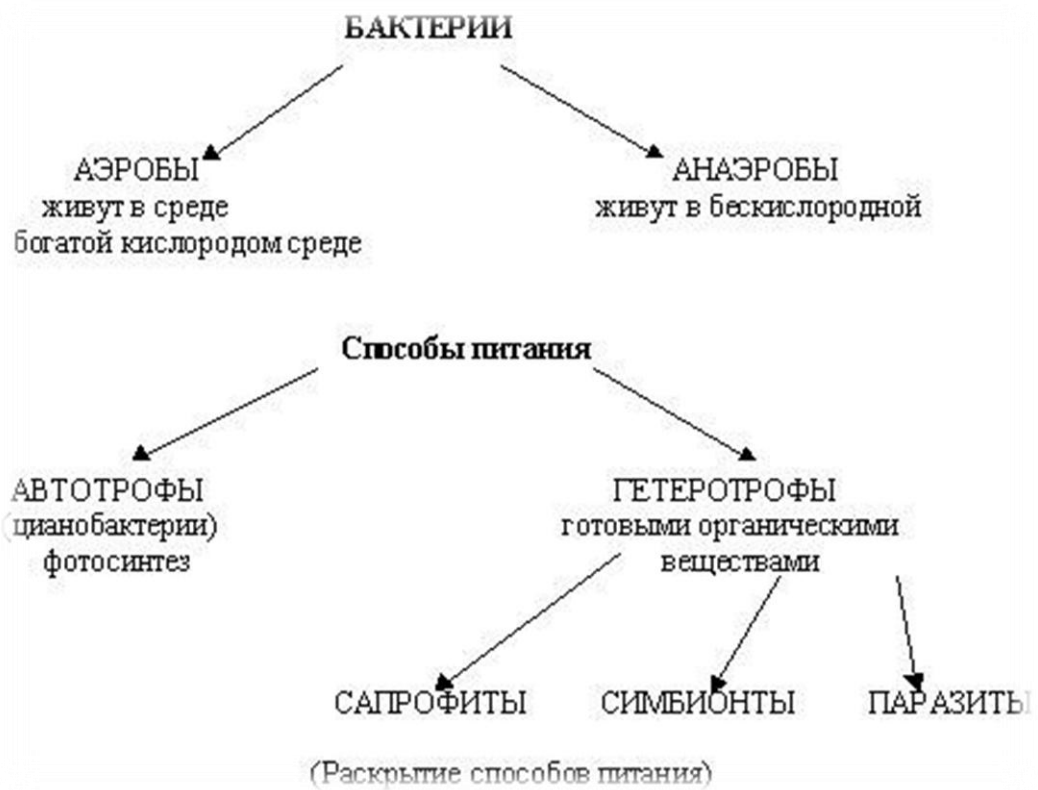 БАКТЕРИИ
АЭРОБЫ АНАЭРОБЫ
живут в среде живут в бескислородной
богатой кислородом среде
Способы питания
АВТОТРОФЫ ГЕТЕРОТРОФЫ
(цианобактерии) готовыми органическими
фотосинтез веществами
САПРОФИТЫ СИМБИОНТЫ ПАРАЗИТЫ
(Раскрытие способов питания)